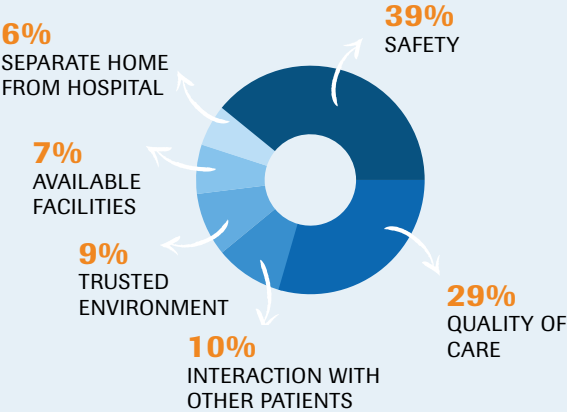 39%
SAFETY
6%
SEPARATE HOME
FROM HOSPITAL
7%
AVAILABLE
FACILITIES
9%
TRUSTED
ENVIRONMENT
29%
QUALITY OF
CARE
10%
INTERACTION WITH
OTHER PATIENTS